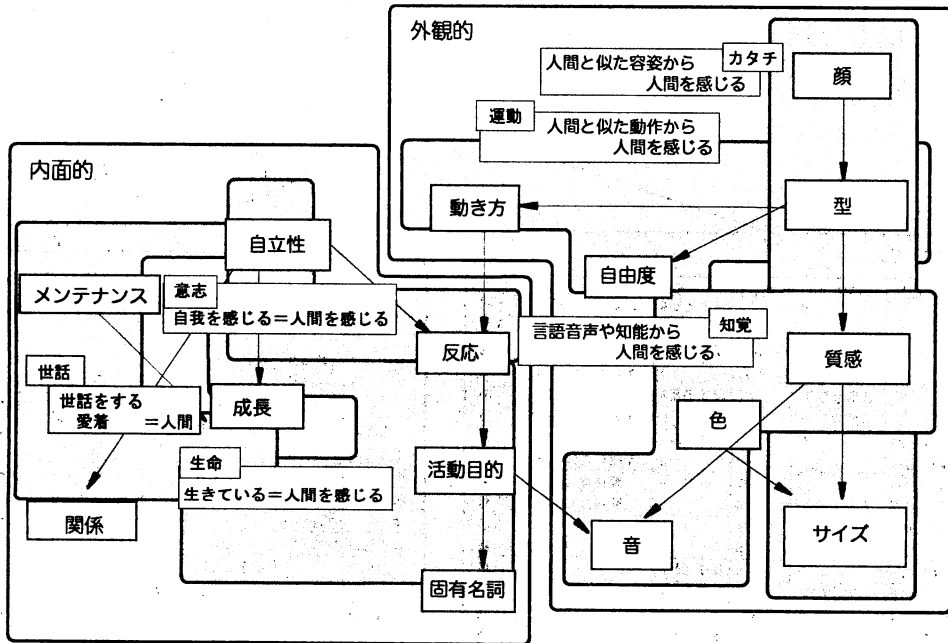 外観的
人間と似た容姿から
人間を感じる
カタチ
顔
運動
人間と似た動作から
人間を感じる
内面的
動き方
型
自立性
自由度
メンテナンス
意志
自我を感じる＝人間を感じる
言語音声や知能から
人間を感じる
知覚
反応
質感
世話
世話をする
愛着　＝人間
成長
色
生命
生きている＝人間を感じる
活動目的
関係
音
サイズ
固有名詞